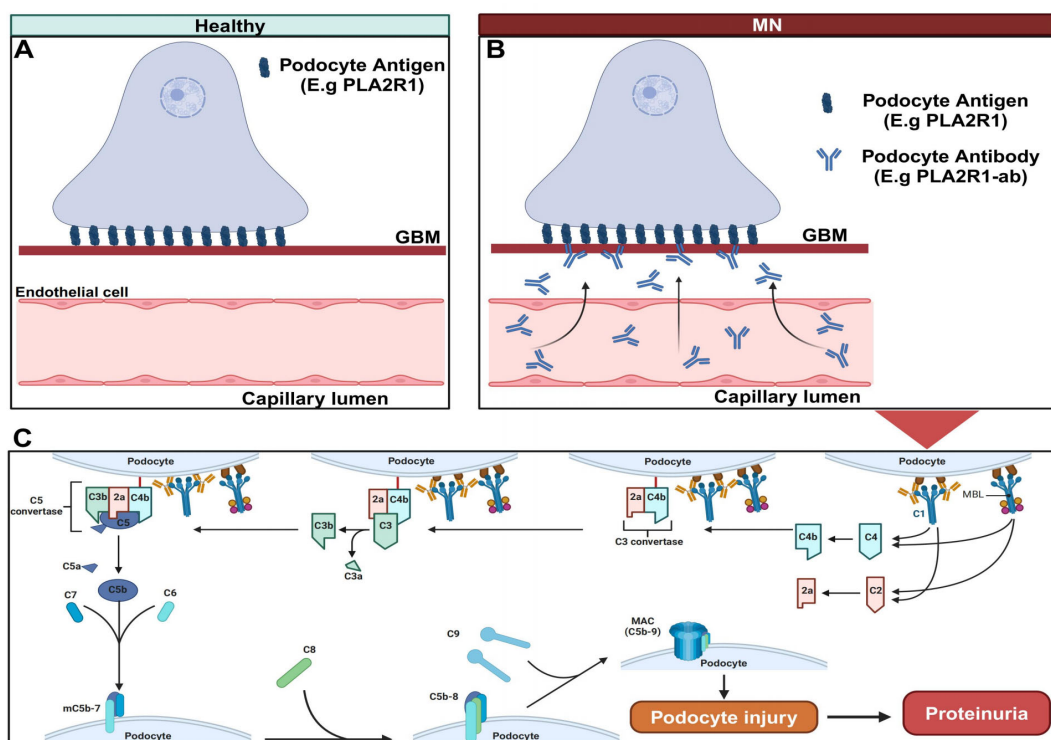 Healthy
A
Podocyte Antigen
(E.g PLA2R1)
GBM
Endothelial cell
Capillary lumen
MN
B
Podocyte Antigen
(E.g PLA2R1)
Podocyte Antibody
(E.g PLA2R1-ab)
GBM
Capillary lumen
C
Podocyte
Podocyte
Podocyte
Podocyte
C5
convertase
C3b
2a
C4b
C5
C3b
2a
C4b
C3
C3a
2a
C4b
C3 convertase
MBL
C1
C4b
C4
2a
C2
C5a
C5b
C7
C6
mC5b-7
Podocyte
C8
C9
C5b-8
Podocyte
MAC
(C5b-9)
Podocyte
Podocyte injury
Proteinuria